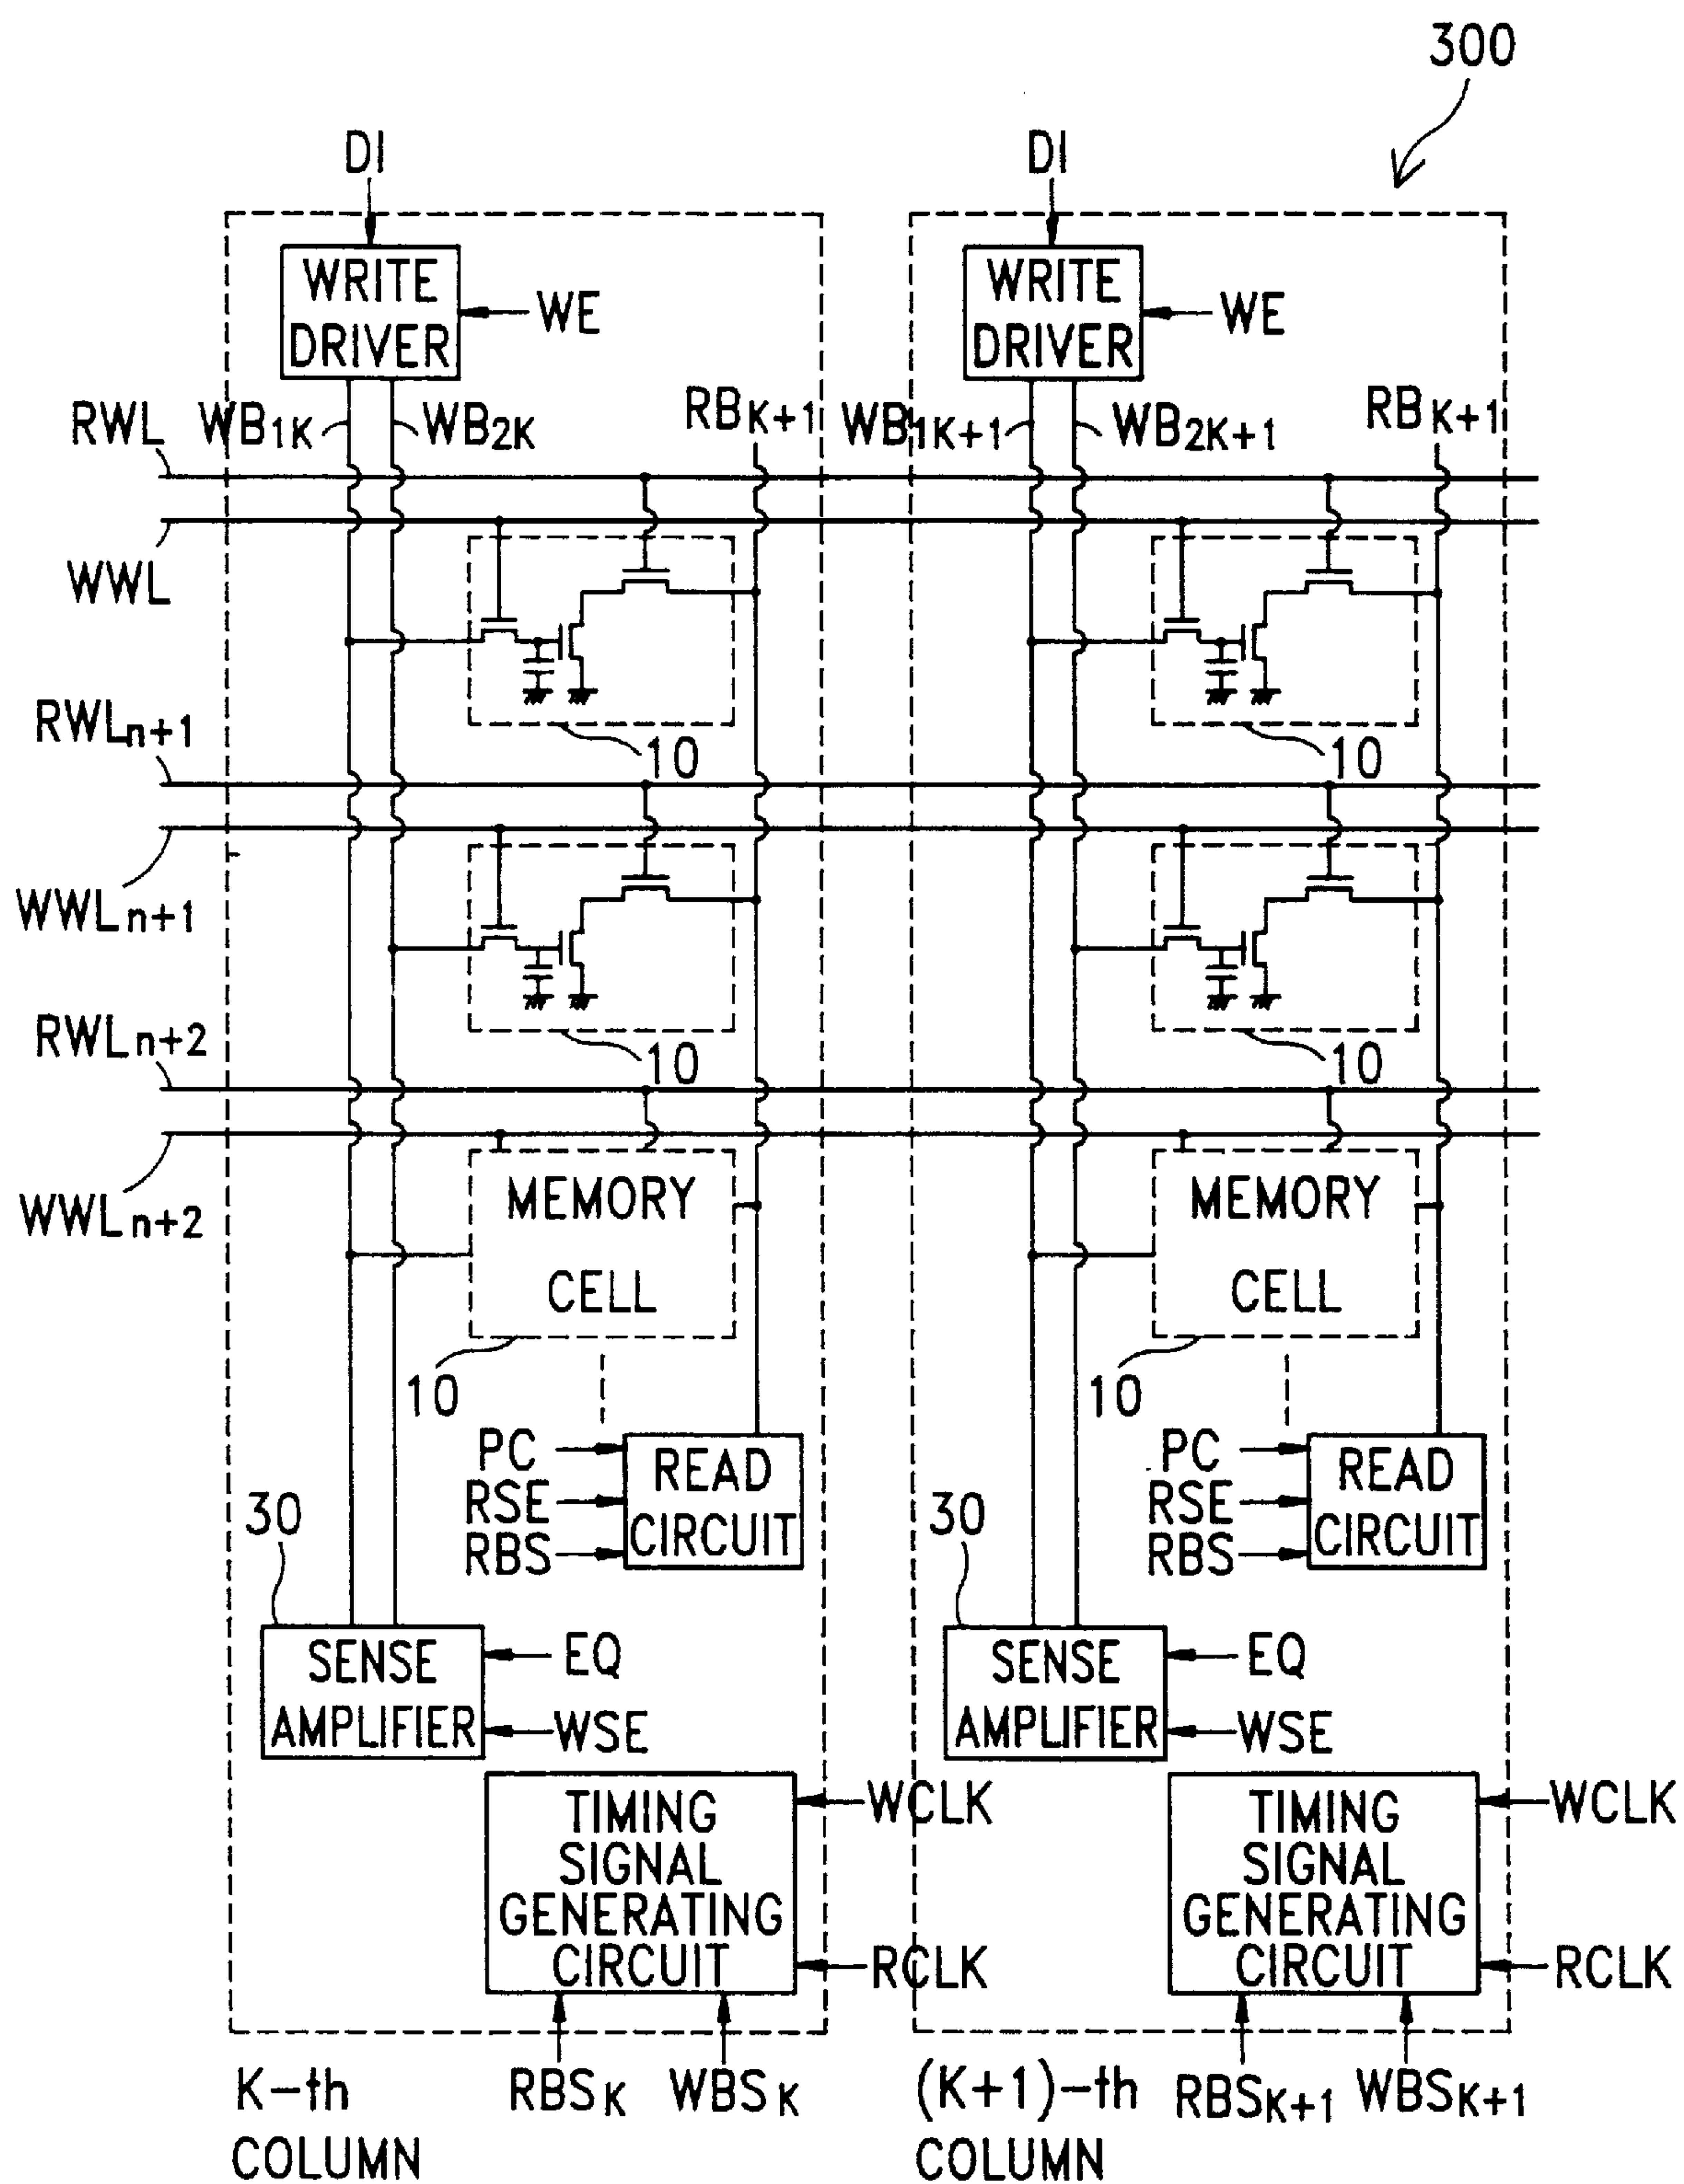 300
DI
DI
WRITE
DRIVER
WE
WRITE
DRIVER
WE
RWL
WB1K
WB2K
RBK+1
WB1K+1
WB2K+1
RBK+1
WWL
RWLn+1
10
10
WWLn+1
RWLn+2
10
10
WWLn+2
MEMORY
CELL
MEMORY
CELL
10
10
PC
RSE
RBS
READ
CIRCUIT
PC
RSE
RBS
READ
CIRCUIT
30
30
SENSE
AMPLIFIER
EQ
WSE
SENSE
AMPLIFIER
EQ
WSE
TIMING
SIGNAL
GENERATING
CIRCUIT
WCLK
RCLK
TIMING
SIGNAL
GENERATING
CIRCUIT
WCLK
RCLK
K-th
COLUMN
RBSK
WBSK
(K+1)-th
COLUMN
RBSK+1
WBSK+1